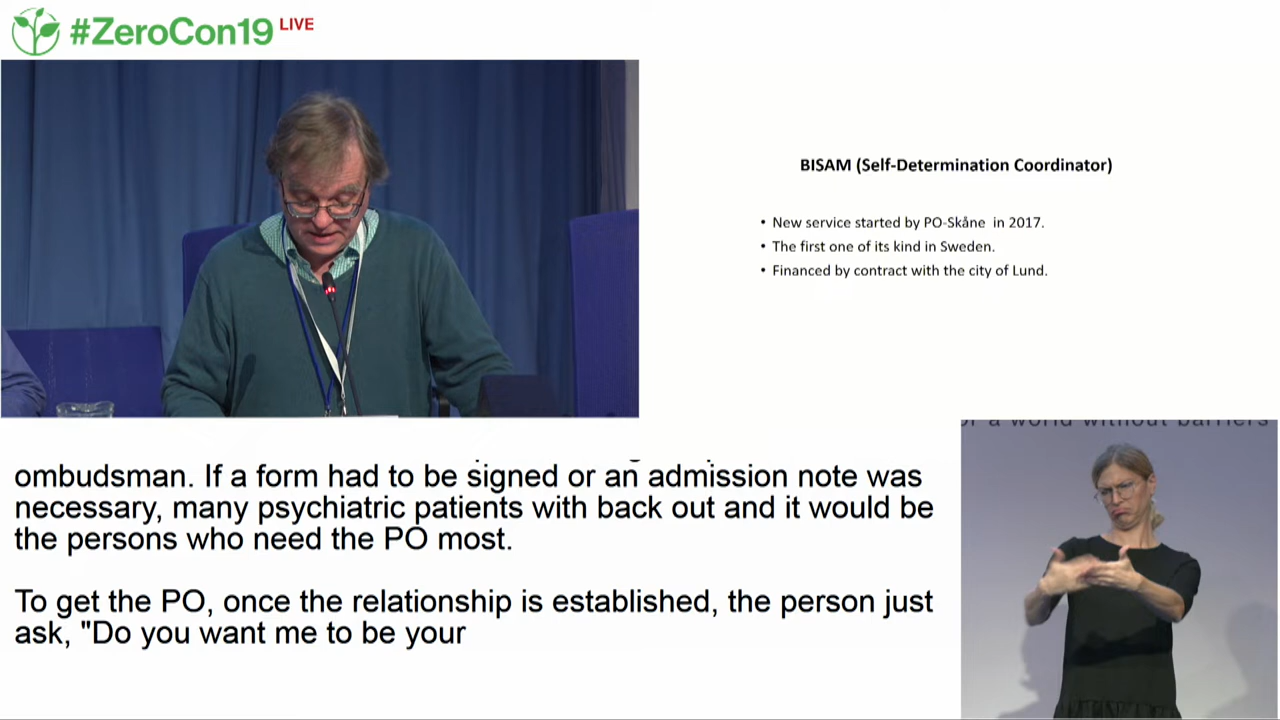 #ZeroCon19 LIVE
BISAM (Self-Determination Coordinator)
• New service started by PO-Skåne in 2017.
• The first one of its kind in Sweden.
• Financed by contract with the city of Lund.
or a world without barriers
ombudsman. If a form had to be signed or an admission note was
necessary, many psychiatric patients with back out and it would be
the persons who need the PO most.
To get the PO, once the relationship is established, the person just
ask, "Do you want me to be your